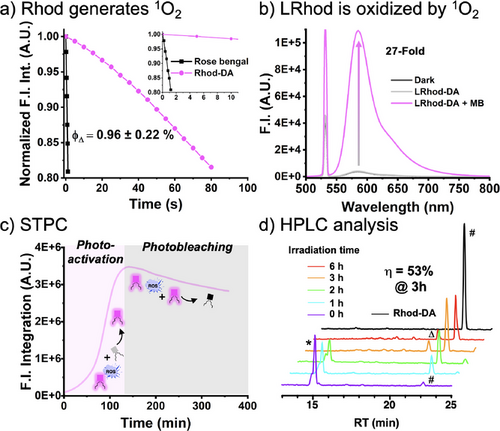 a) Rhod generates ¹O₂
Normalized F.I. Int. (A.U.)
1.00
0.95
0.90
0.85
0.80
0 20 40 60 80 100
Time (s)
1.00
0.95
0.90
0.85
0.80
0 2 4 6 8 10
Rose bengal
Rhod-DA
ϕΔ = 0.96 ± 0.22 %
b) LRhod is oxidized by ¹O₂
F.I. (A.U.)
1E+5
8E+4
6E+4
4E+4
2E+4
0E+0
500 550 600 650 700 750 800
Wavelength (nm)
27-Fold
Dark
LRhod-DA
LRhod-DA + MB
c) STPC
F.I. Integration (A.U.)
4E+6
3E+6
2E+6
1E+6
0E+0
0 100 200 300 400
Time (min)
Photo-
activation
Photobleaching
ROS
+
ROS
+
d) HPLC analysis
Irradiation time
6 h
3 h
2 h
1 h
0 h
η = 53%
@ 3h
Rhod-DA
#
Δ
*
#
15 20 25
RT (min)